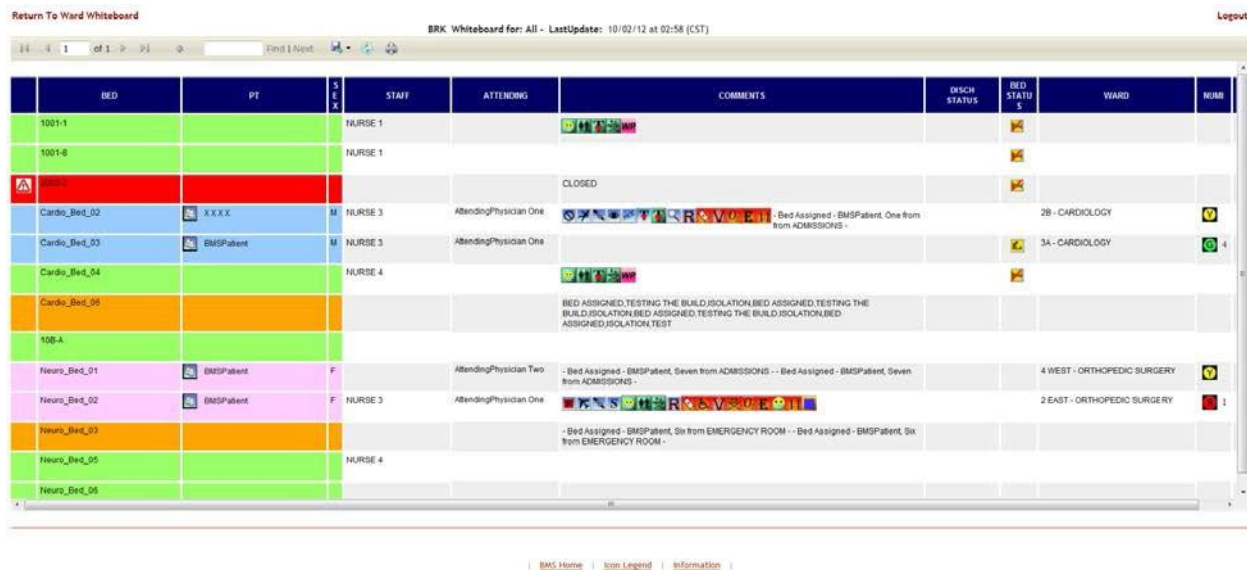 Return To Ward Whiteboard
Logout
BRK Whiteboard for: All - LastUpdate: 10/02/12 at 02:58 (CST)
1 of 1 Find | Next
BED PT SEX STAFF ATTENDING COMMENTS DISCH STATUS BED STATUS WARD NUMI
1001-1 NURSE 1 WP
NURSE 1
CLOSED
Cardio_Bed_02 XXXX M NURSE 3 AttendingPhysician One R V E - Bed Assigned - BMSPatient, One from
from ADMISSIONS - 2B - CARDIOLOGY Y
Cardio_Bed_03 BMSPatient M NURSE 3 AttendingPhysician One 3A - CARDIOLOGY G 4
Cardio_Bed_04 NURSE 4 WP
Cardio_Bed_06 BED ASSIGNED,TESTING THE BUILD,ISOLATION,BED ASSIGNED,TESTING THE
BUILD,ISOLATION,BED ASSIGNED,TESTING THE BUILD,ISOLATION,BED
ASSIGNED,ISOLATION,TEST
10B-A
Neuro_Bed_01 BMSPatient F AttendingPhysician Two - Bed Assigned - BMSPatient, Seven from ADMISSIONS - - Bed Assigned - BMSPatient, Seven
from ADMISSIONS - 4 WEST - ORTHOPEDIC SURGERY Y
Neuro_Bed_02 BMSPatient F NURSE 3 AttendingPhysician One S R V E 2 EAST - ORTHOPEDIC SURGERY R 1
Neuro_Bed_03 - Bed Assigned - BMSPatient, Six from EMERGENCY ROOM - - Bed Assigned - BMSPatient, Six
from EMERGENCY ROOM -
Neuro_Bed_05 NURSE 4
Neuro_Bed_06
| BMS Home | Icon Legend | Information |